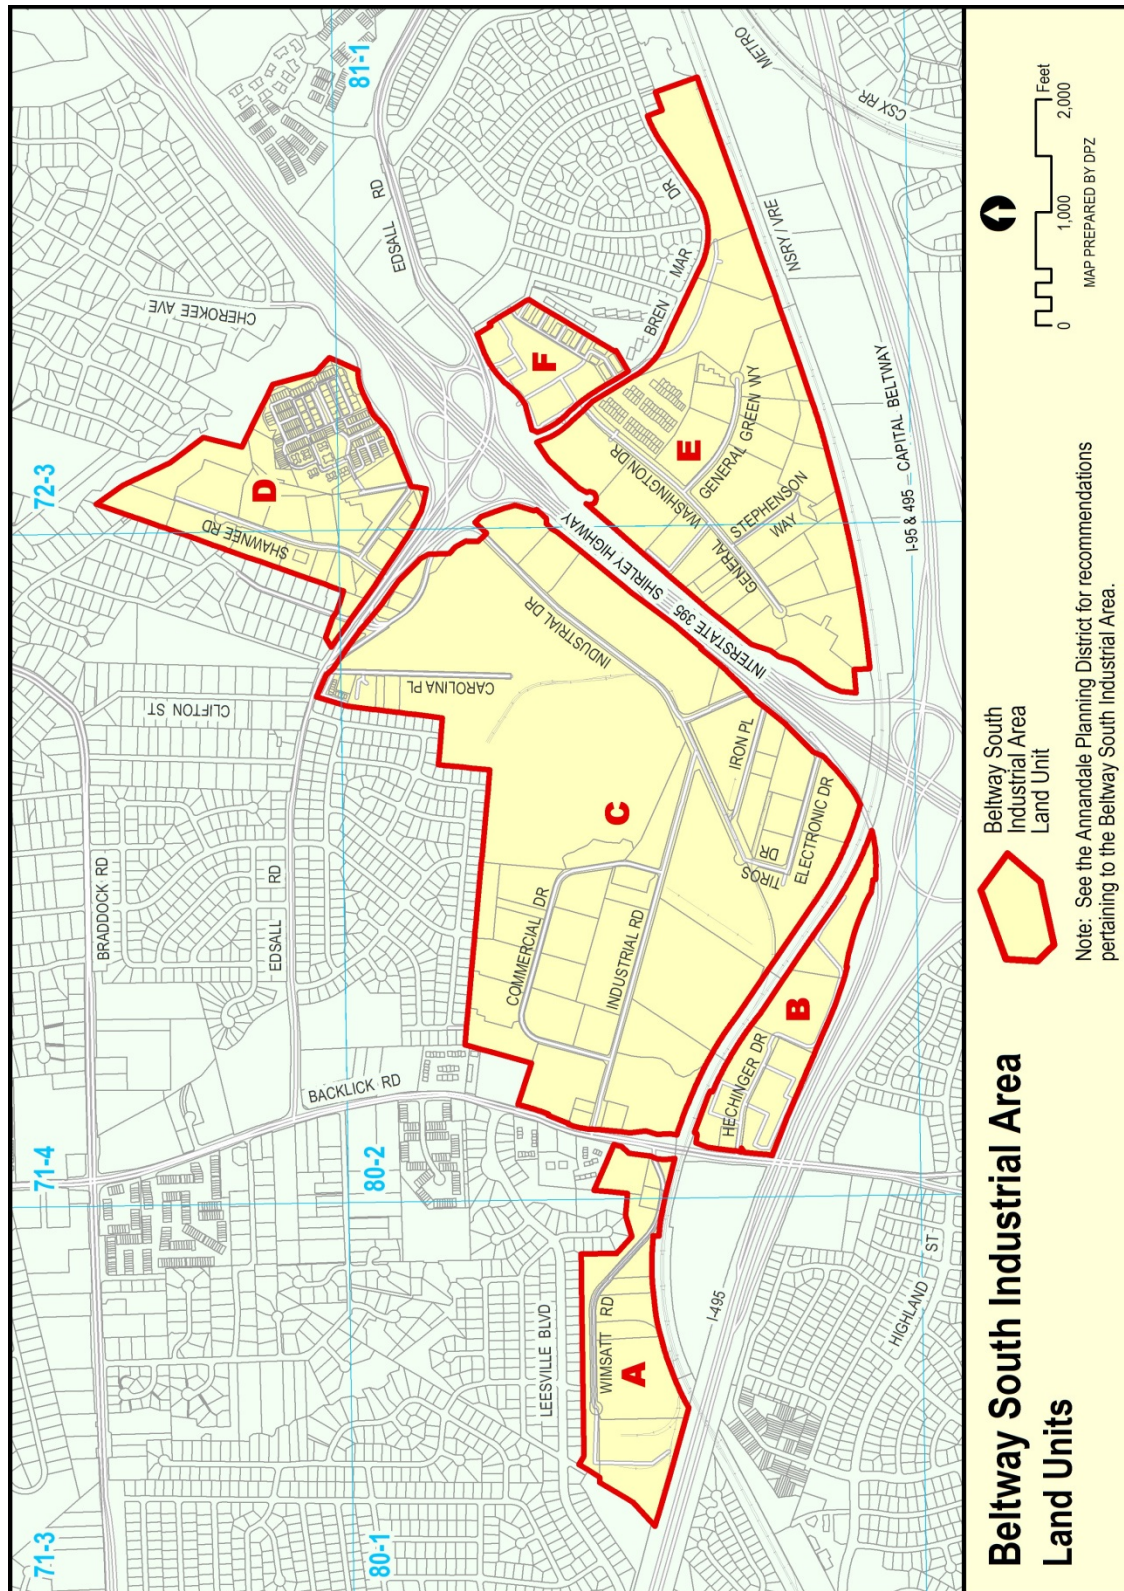 71-3
71-4
72-3
80-1
80-2
81-1
BRADDOCK RD
CHEROKEE AVE
CLIFTON ST
EDSALL RD
EDSALL
RD
BACKLICK RD
SHAWNEE RD
D
CAROLINA PL
LEESVILLE BLVD
COMMERCIAL DR
INDUSTRIAL DR
F
A
WIMSATT RD
INDUSTRIAL RD
C
IRON PL
TIROS
DR
ELECTRONIC DR
BREN MAR
DR
E
GENERAL
WASHINGTON DR
GENERAL GREEN WY
STEPHENSON
WAY
INTERSTATE 395
SHIRLEY HIGHWAY
HECHINGER DR
B
I-495
HIGHLAND
ST
NSRY / VRE
I-95 & 495
CAPITAL BELTWAY
METRO
CSX RR
Beltway South Industrial Area
Land Units
Beltway South
Industrial Area
Land Unit
Note: See the Annandale Planning District for recommendations
pertaining to the Beltway South Industrial Area.
0
1,000
2,000
Feet
MAP PREPARED BY DPZ